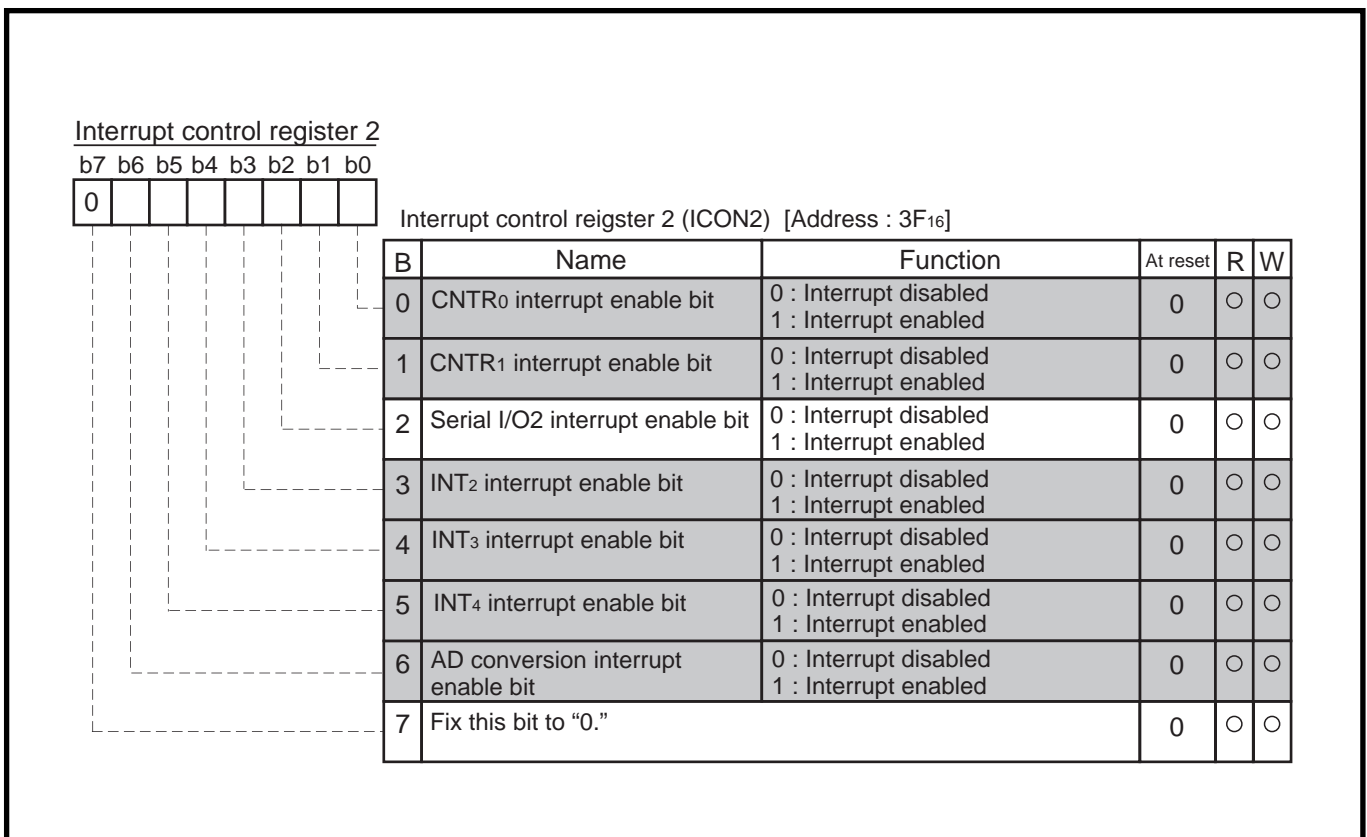 Interrupt control register 2
b7 b6 b5 b4 b3 b2 b1 b0
0
Interrupt control reigster 2 (ICON2) [Address : 3F16]
B Name Function At reset R W
0 CNTR0 interrupt enable bit 0 : Interrupt disabled 0 ○ ○
1 : Interrupt enabled
1 CNTR1 interrupt enable bit 0 : Interrupt disabled 0 ○ ○
1 : Interrupt enabled
2 Serial I/O2 interrupt enable bit 0 : Interrupt disabled 0 ○ ○
1 : Interrupt enabled
3 INT2 interrupt enable bit 0 : Interrupt disabled 0 ○ ○
1 : Interrupt enabled
4 INT3 interrupt enable bit 0 : Interrupt disabled 0 ○ ○
1 : Interrupt enabled
5 INT4 interrupt enable bit 0 : Interrupt disabled 0 ○ ○
1 : Interrupt enabled
6 AD conversion interrupt 0 : Interrupt disabled 0 ○ ○
enable bit 1 : Interrupt enabled
7 Fix this bit to “0.” 0 ○ ○